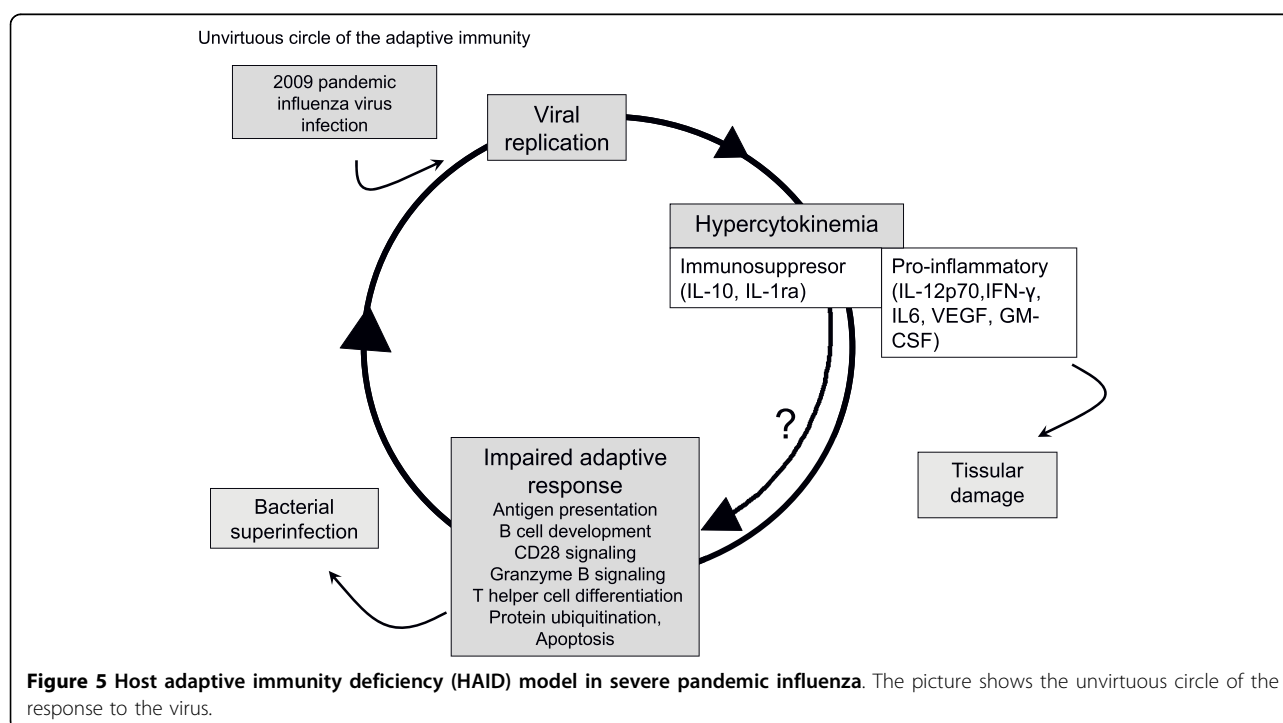 Unvirtuous circle of the adaptive immunity
2009 pandemic
influenza virus
infection
Viral
replication
Hypercytokinemia
Immunosuppresor
(IL-10, IL-1ra)
Pro-inflammatory
(IL-12p70,IFN-γ,
IL6, VEGF, GM-
CSF)
?
Tissular
damage
Impaired adaptive
response
Antigen presentation
B cell development
CD28 signaling
Granzyme B signaling
T helper cell differentiation
Protein ubiquitination,
Apoptosis
Bacterial
superinfection
Figure 5 Host adaptive immunity deficiency (HAID) model in severe pandemic influenza. The picture shows the unvirtuous circle of the
response to the virus.